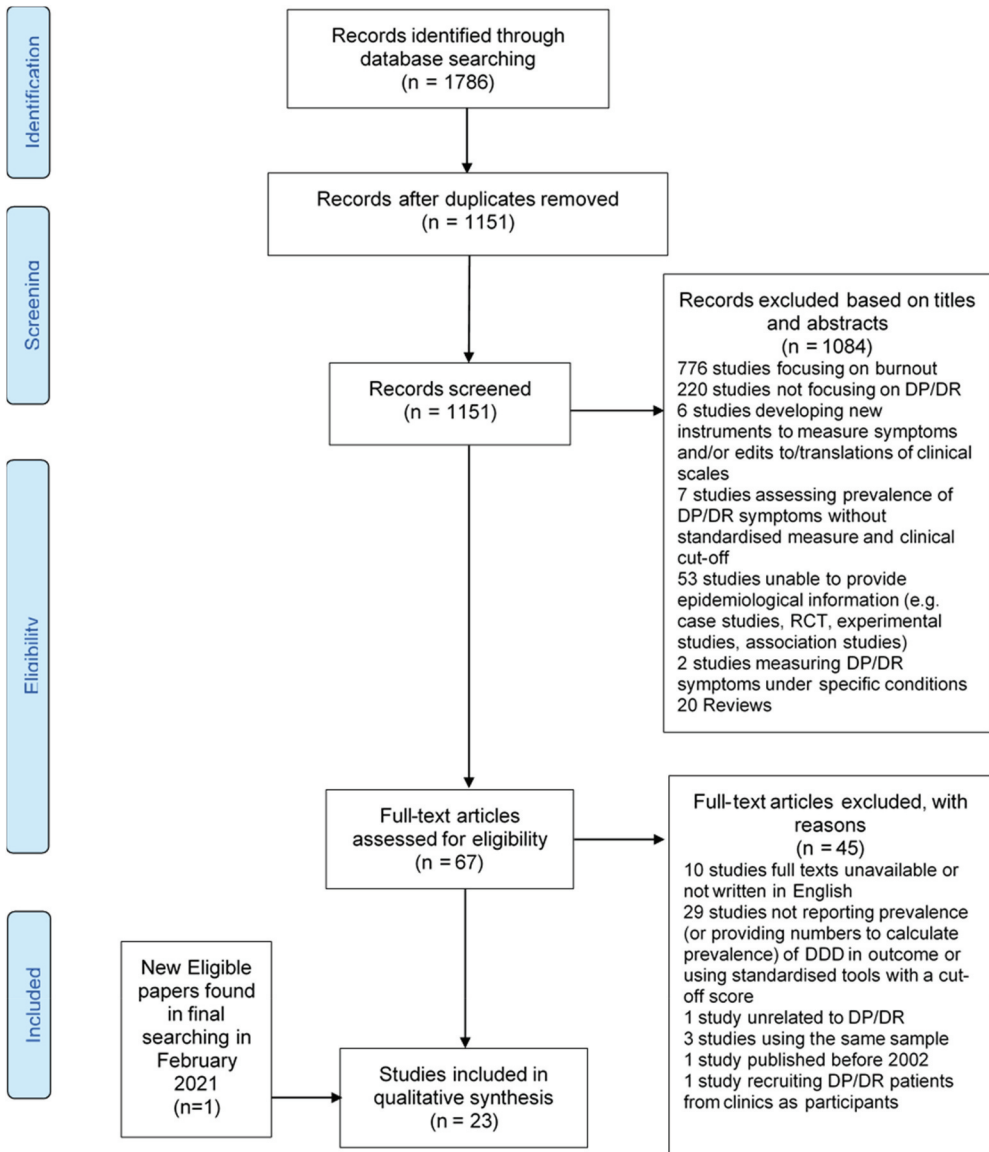 Identification
Records identified through
database searching
(n = 1786)
Records after duplicates removed
(n = 1151)
Screening
Records screened
(n = 1151)
Records excluded based on titles
and abstracts
(n = 1084)
776 studies focusing on burnout
220 studies not focusing on DP/DR
6 studies developing new
instruments to measure symptoms
and/or edits to/translations of clinical
scales
7 studies assessing prevalence of
DP/DR symptoms without
standardised measure and clinical
cut-off
53 studies unable to provide
epidemiological information (e.g.
case studies, RCT, experimental
studies, association studies)
2 studies measuring DP/DR
symptoms under specific conditions
20 Reviews
Eligibility
Full-text articles
assessed for eligibility
(n = 67)
Full-text articles excluded, with
reasons
(n = 45)
10 studies full texts unavailable or
not written in English
29 studies not reporting prevalence
(or providing numbers to calculate
prevalence) of DDD in outcome or
using standardised tools with a cut-
off score
1 study unrelated to DP/DR
3 studies using the same sample
1 study published before 2002
1 study recruiting DP/DR patients
from clinics as participants
Included
New Eligible
papers found
in final
searching in
February
2021
(n=1)
Studies included in
qualitative synthesis
(n = 23)